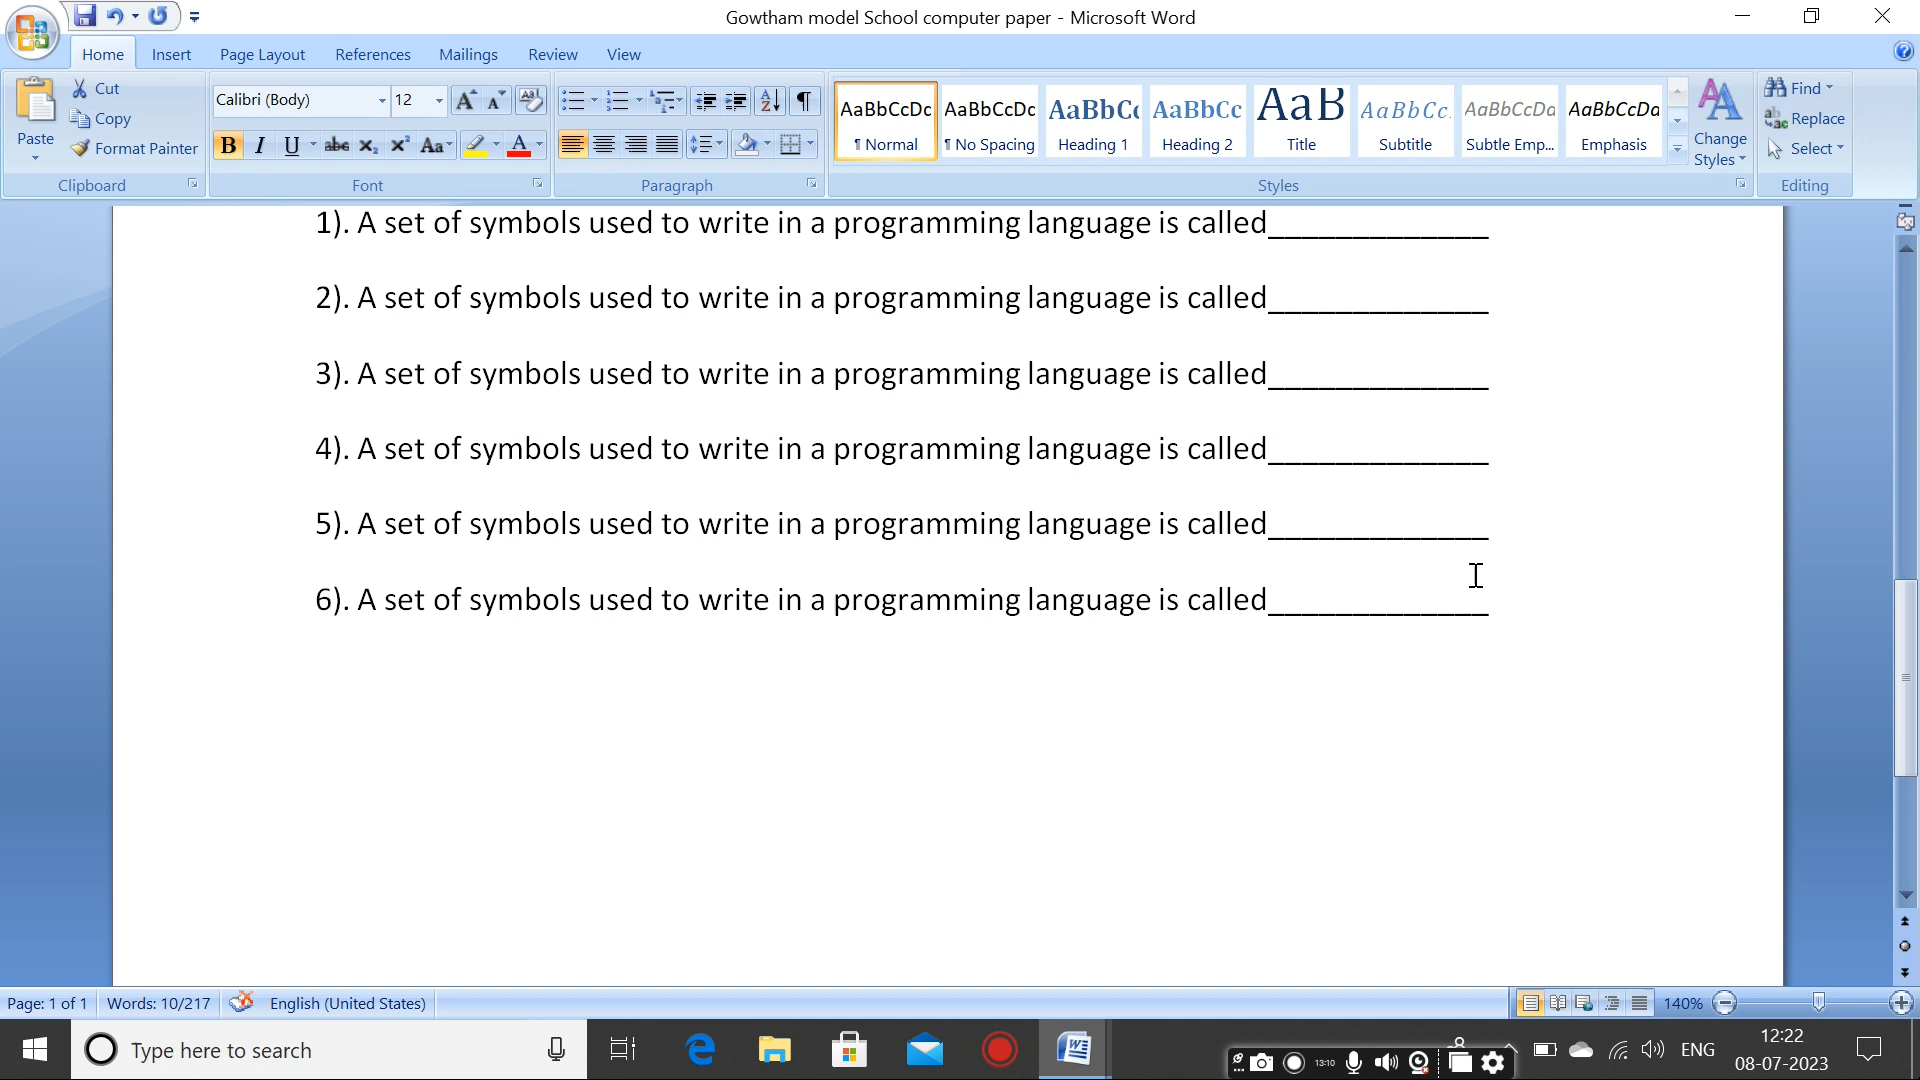 Gowtham model School computer paper - Microsoft Word
Home Insert Page Layout References Mailings Review View
Paste Cut Copy Format Painter
Clipboard
Calibri (Body) 12
Font
Paragraph
AaBbCcDc AaBbCcDc AaBbC AaBbCc AaB AaBbCc. AaBbCcDa AaBbCcDa
¶ Normal ¶ No Spacing Heading 1 Heading 2 Title Subtitle Subtle Emp... Emphasis
Change Styles
Styles
Find
Replace
Select
Editing
1). A set of symbols used to write in a programming language is called_____________
2). A set of symbols used to write in a programming language is called_____________
3). A set of symbols used to write in a programming language is called_____________
4). A set of symbols used to write in a programming language is called_____________
5). A set of symbols used to write in a programming language is called_____________
6). A set of symbols used to write in a programming language is called_____________
Page: 1 of 1 Words: 10/217 English (United States) 140%
Type here to search
13:10
ENG
12:22
08-07-2023